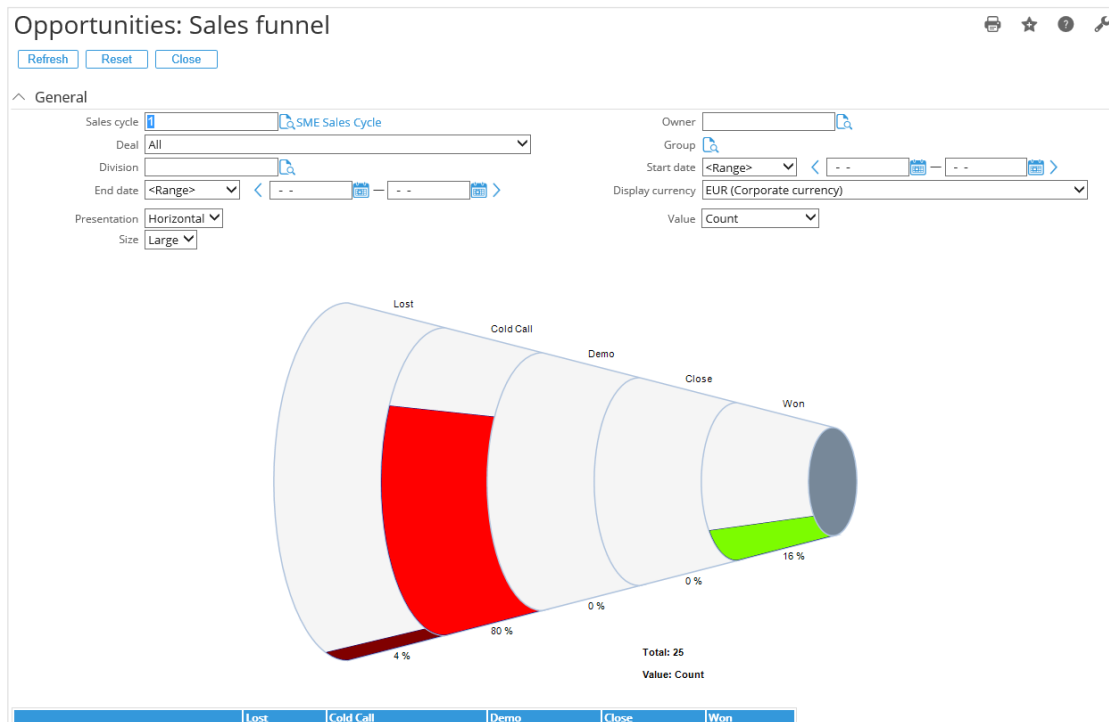 Opportunities: Sales funnel
Refresh Reset Close
General
Sales cycle 1 SME Sales Cycle Owner
Deal All Group
Division Start date <Range> - - — - -
End date <Range> - - — - - Display currency EUR (Corporate currency)
Presentation Horizontal Value Count
Size Large
Lost
Cold Call
Demo
Close
Won
16 %
0 %
0 %
80 %
4 %
Total: 25
Value: Count
Lost Cold Call Demo Close Won